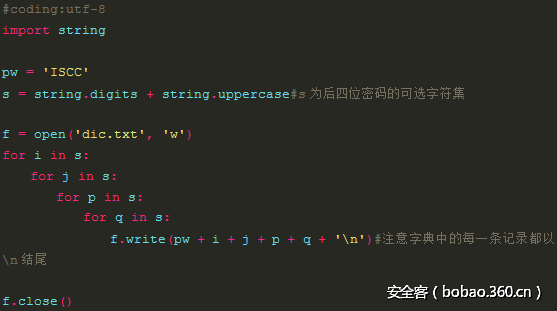 #coding:utf-8
import string
pw = 'ISCC'
s = string.digits + string.uppercase#s为后四位密码的可选字符集
f = open('dic.txt', 'w')
for i in s:
for j in s:
for p in s:
for q in s:
f.write(pw + i + j + p + q + '\n')#注意字典中的每一条记录都以
\n结尾
f.close()
安全客（bobao.360.cn）